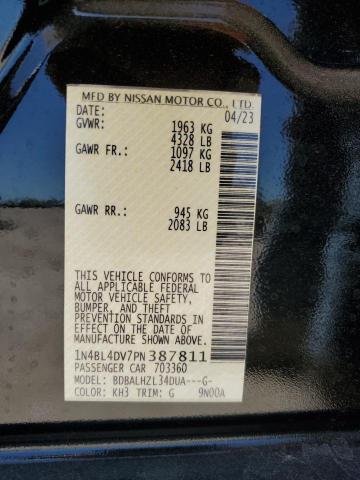 MFD BY NISSAN MOTOR CO., LTD.
DATE: 04/23
GVWR: 1963 KG
4328 LB
GAWR FR.: 1097 KG
2418 LB
GAWR RR.: 945 KG
2083 LB
THIS VEHICLE CONFORMS TO
ALL APPLICABLE FEDERAL
MOTOR VEHICLE SAFETY,
BUMPER, AND THEFT
PREVENTION STANDARDS IN
EFFECT ON THE DATE OF
MANUFACTURE SHOWN ABOVE.
1N4BL4DV7PN387811
PASSENGER CAR 703360
MODEL: BDBALHZL34DUA---G-
COLOR: KH3 TRIM: G 9N00A